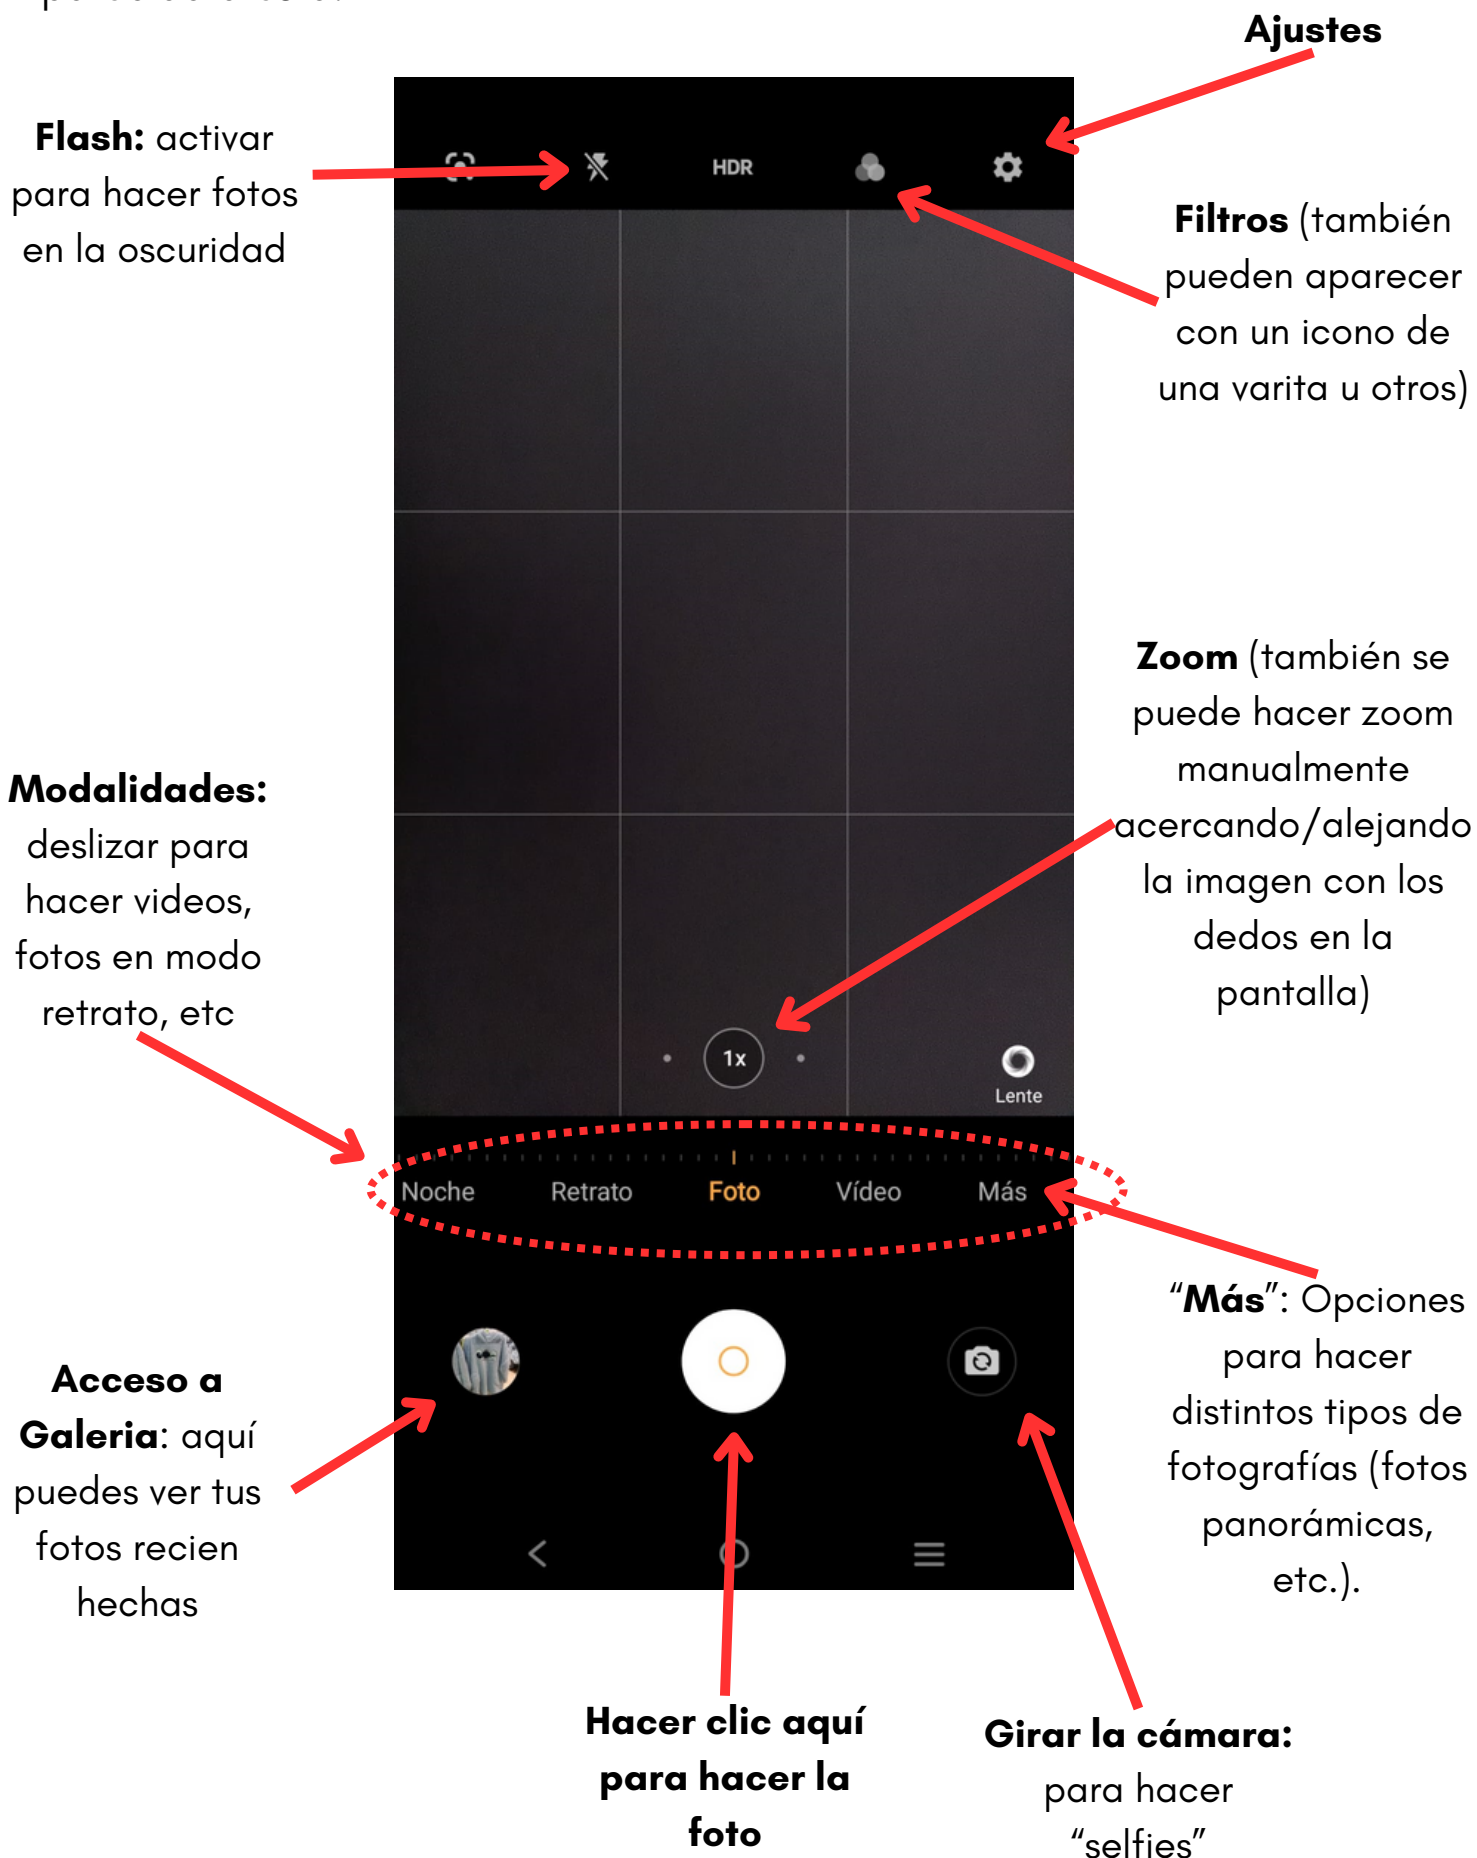 Ajustes
Flash: activar
para hacer fotos
en la oscuridad
HDR
Filtros (también
pueden aparecer
con un icono de
una varita u otros)
Zoom (también se
puede hacer zoom
manualmente
acercando/alejando
la imagen con los
dedos en la
pantalla)
Modalidades:
deslizar para
hacer videos,
fotos en modo
retrato, etc
1x
Lente
Noche Retrato Foto Vídeo Más
"Más": Opciones
para hacer
distintos tipos de
fotografías (fotos
panorámicas,
etc.).
Acceso a
Galeria: aquí
puedes ver tus
fotos recien
hechas
Hacer clic aquí
para hacer la
foto
Girar la cámara:
para hacer
"selfies"